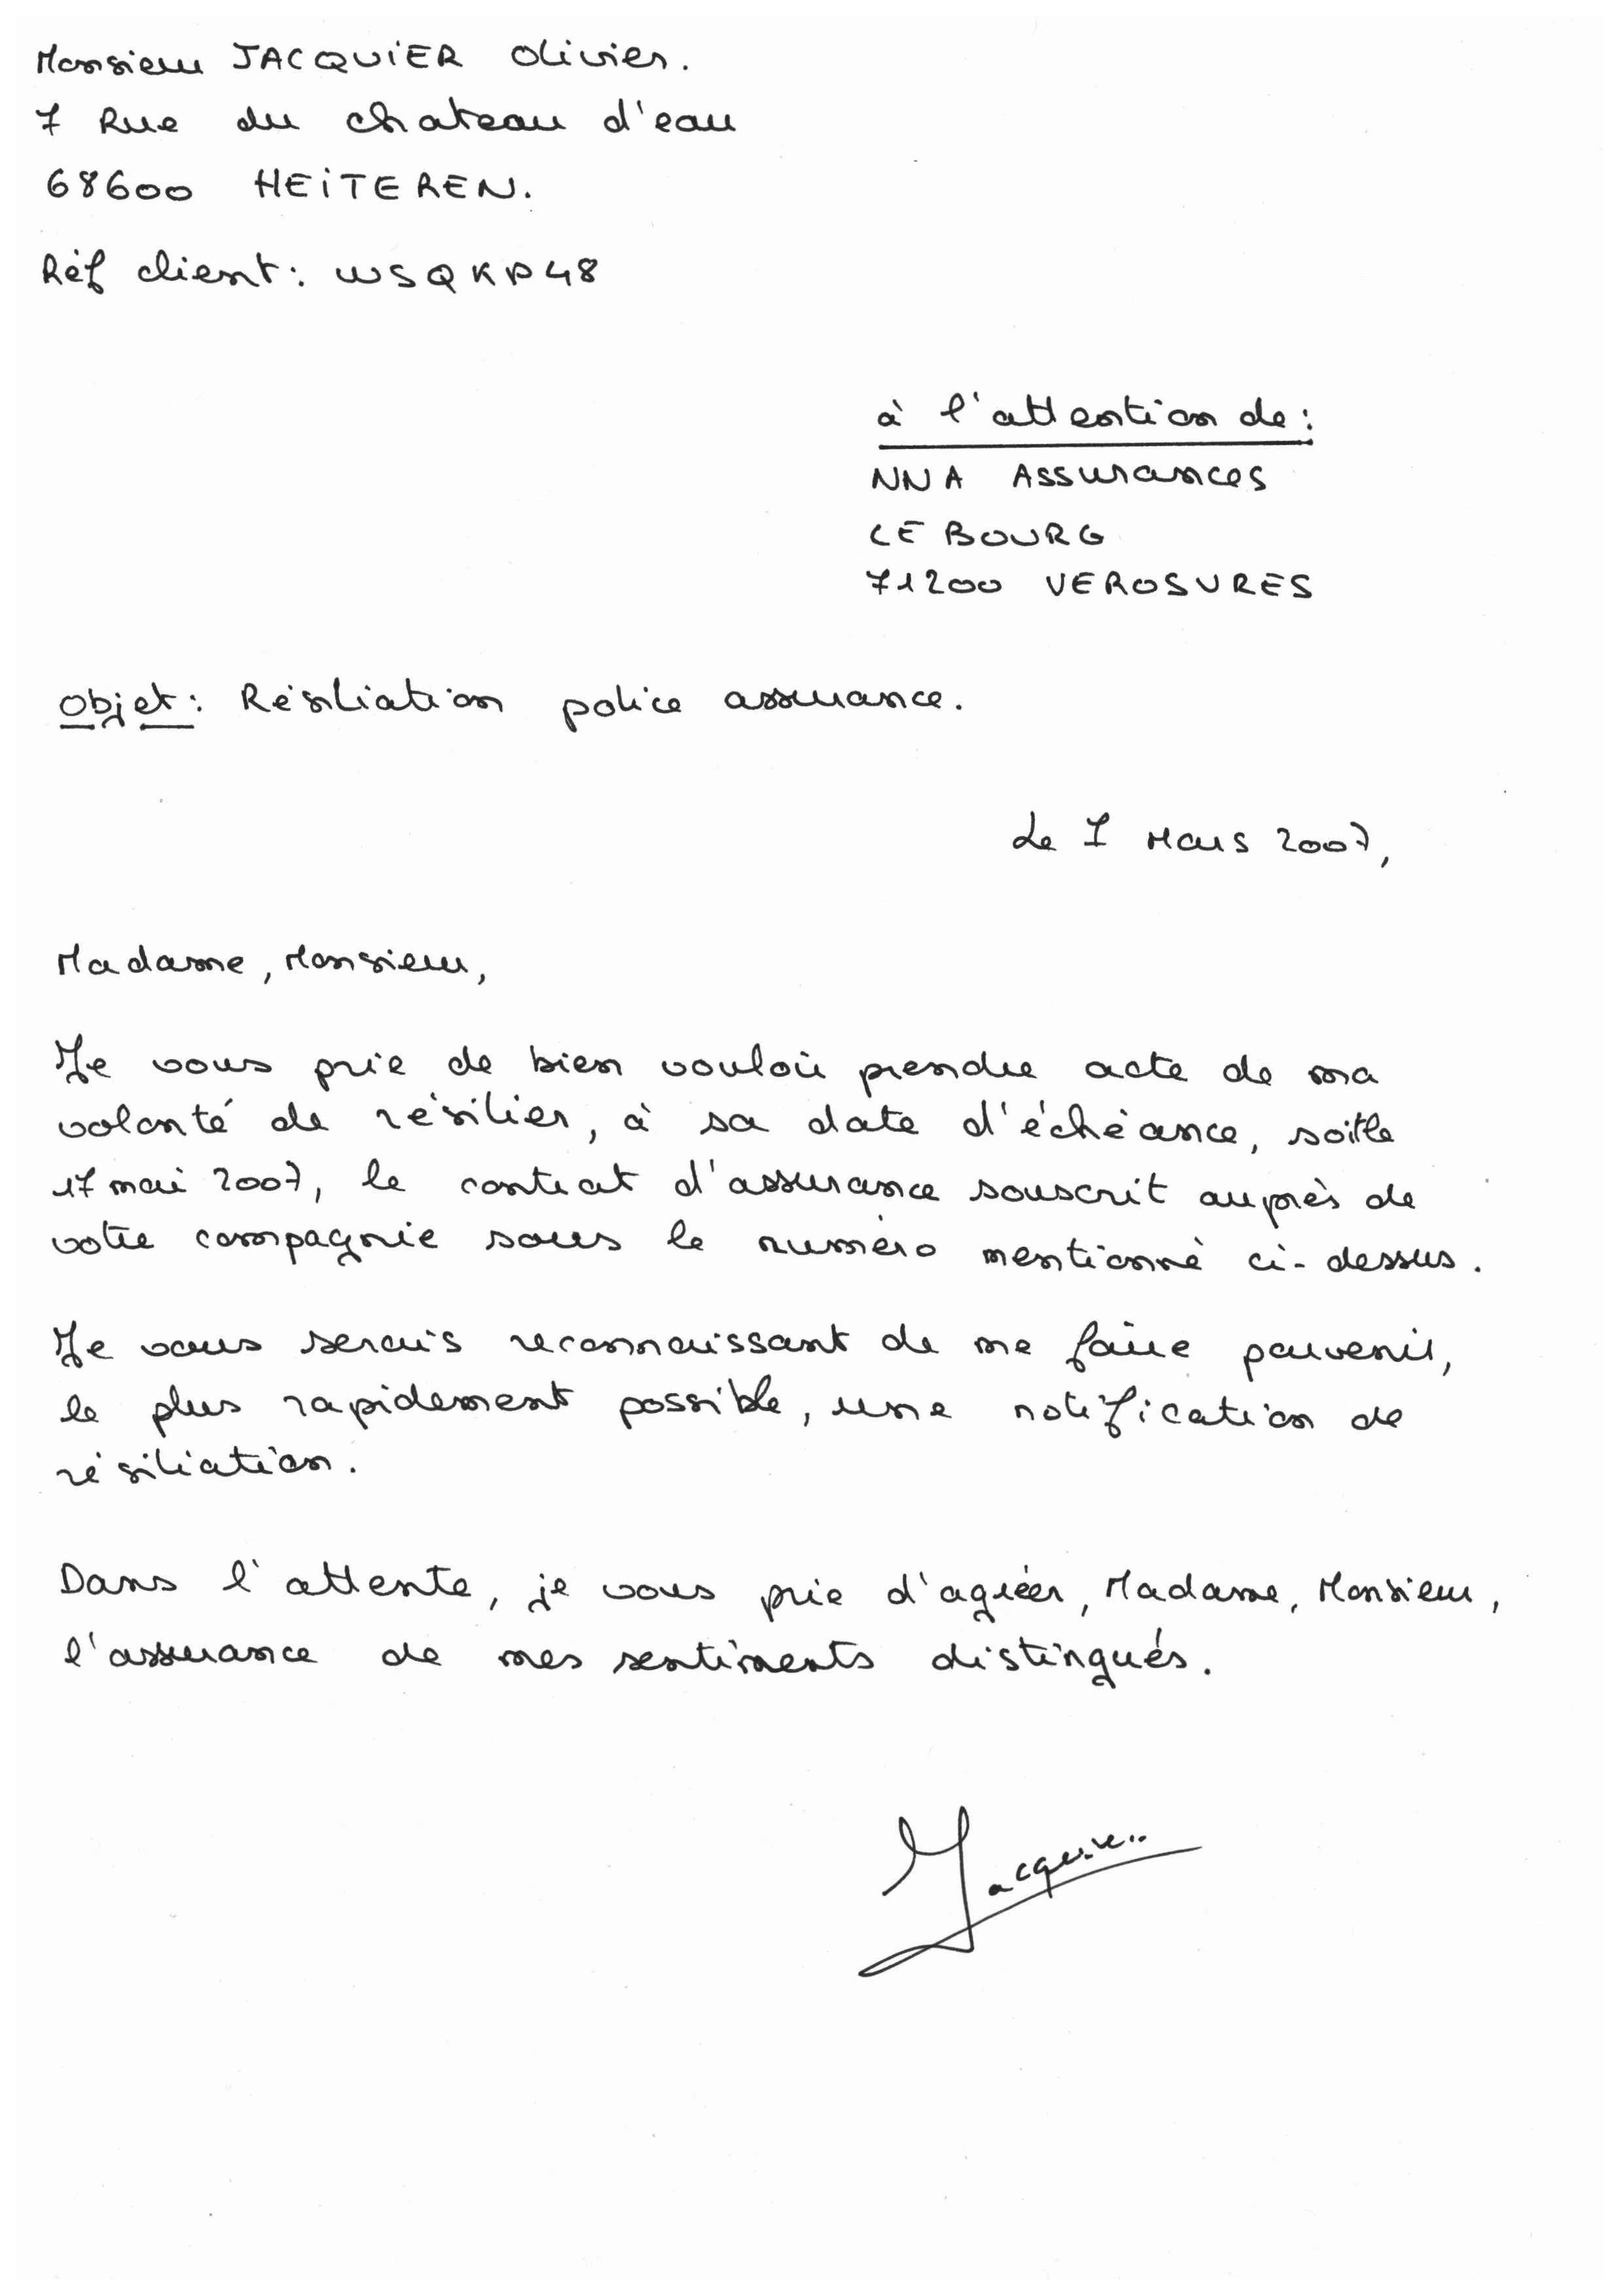 Monsieur JACQUIER Olivier.
7 Rue du chateau d'eau
68600 HEITEREN.
Réf client: WSQKP48
à l'attention de:
NNA Assurances
LE BOURG
71200 VEROSVRES
Objet: Résiliation police assurance.
Le 1 Mars 2007,
Madame, Monsieur,
Je vous prie de bien vouloir prendre acte de ma
volonté de résilier, à sa date d'échéance, soit le
17 mai 2007, le contrat d'assurance souscrit auprès de
votre compagnie sous le numéro mentionné ci-dessus.
Je vous serais reconnaissant de me faire parvenir,
le plus rapidement possible, une notification de
résiliation.
Dans l'attente, je vous prie d'agréer, Madame, Monsieur,
l'assurance de mes sentiments distingués.
Jacquier